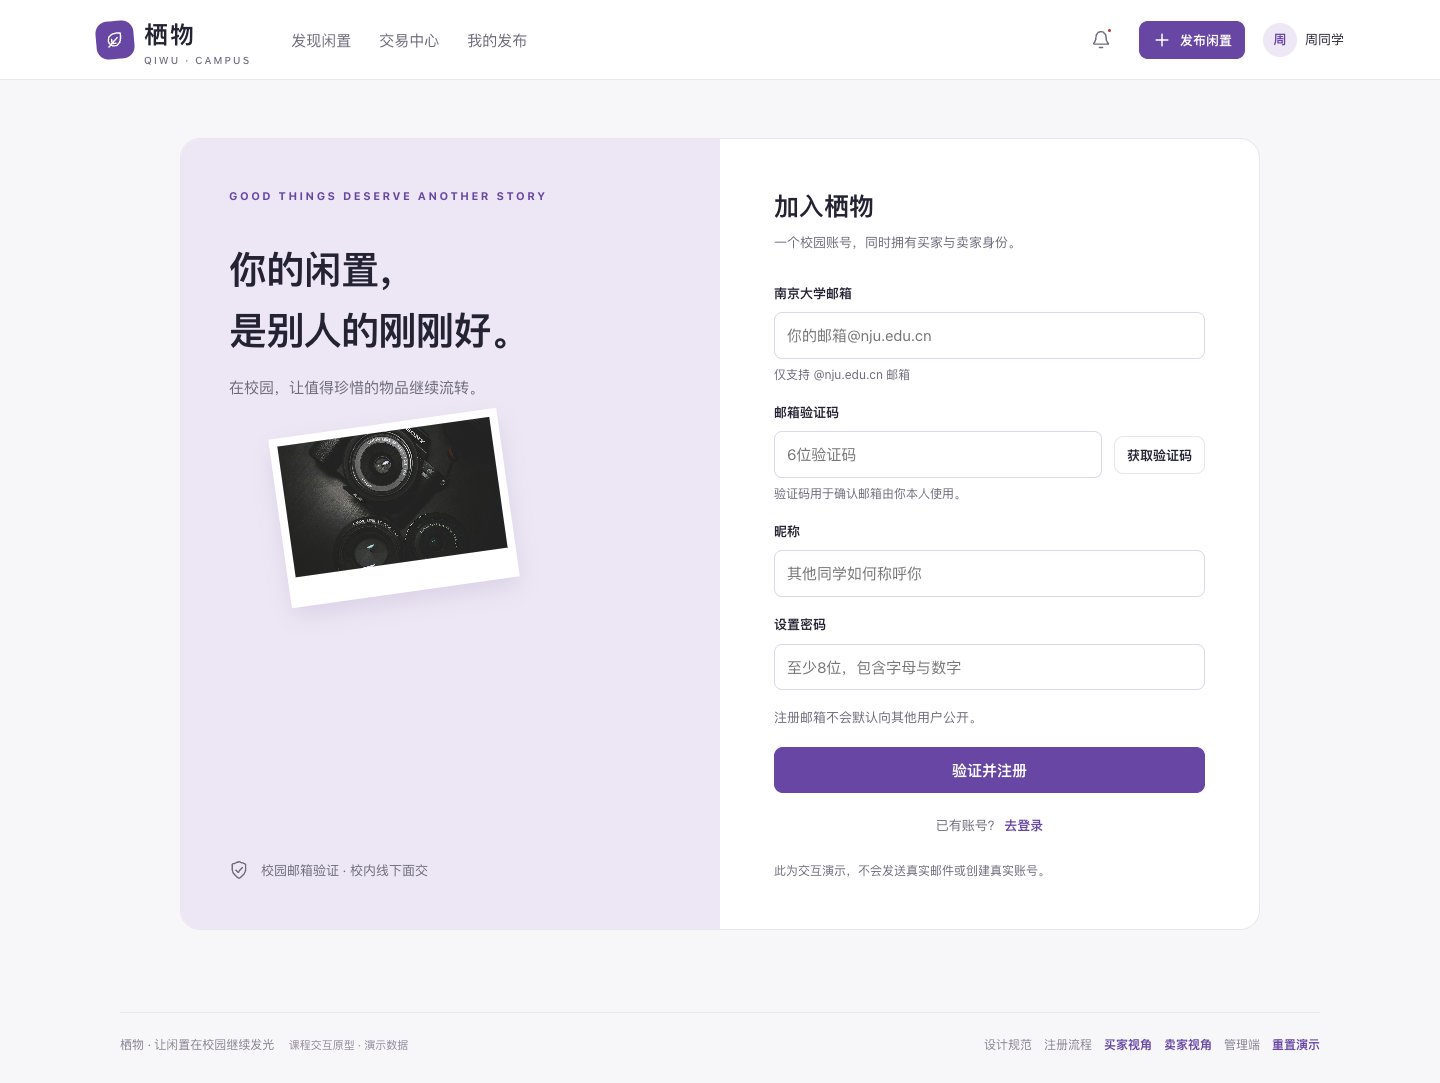 栖物
QIWU · CAMPUS
发现闲置
交易中心
我的发布
发布闲置
周
周同学
GOOD THINGS DESERVE ANOTHER STORY
你的闲置，
是别人的刚刚好。
在校园，让值得珍惜的物品继续流转。
SONY
校园邮箱验证 · 校内线下面交
加入栖物
一个校园账号，同时拥有买家与卖家身份。
南京大学邮箱
你的邮箱@nju.edu.cn
仅支持 @nju.edu.cn 邮箱
邮箱验证码
6位验证码
获取验证码
验证码用于确认邮箱由你本人使用。
昵称
其他同学如何称呼你
设置密码
至少8位，包含字母与数字
注册邮箱不会默认向其他用户公开。
验证并注册
已有账号？ 去登录
此为交互演示，不会发送真实邮件或创建真实账号。
栖物 · 让闲置在校园继续发光 课程交互原型 · 演示数据
设计规范 注册流程 买家视角 卖家视角 管理端 重置演示